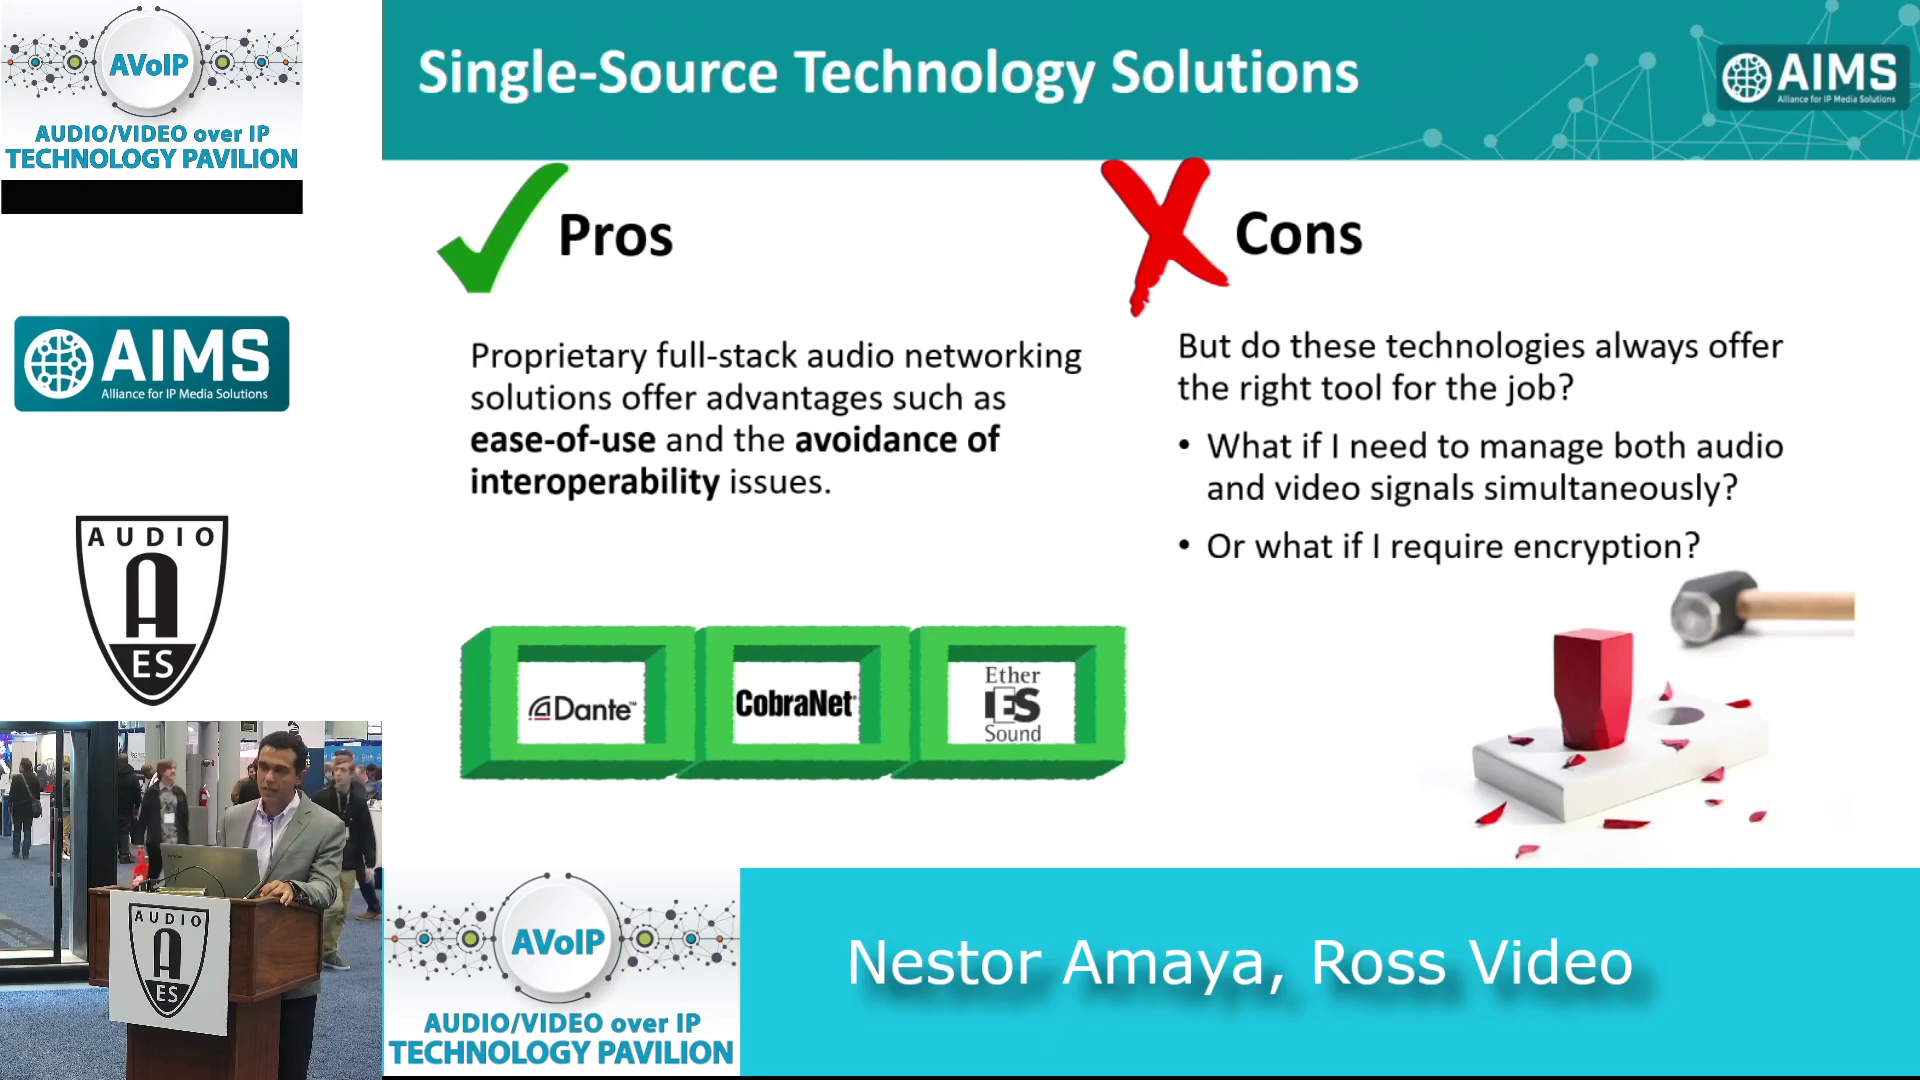 AVoIP
AUDIO/VIDEO over IP
TECHNOLOGY PAVILION
AIMS
Alliance for IP Media Solutions
AUDIO
A
ES
Single-Source Technology Solutions
AIMS
Alliance for IP Media Solutions
Pros
Proprietary full-stack audio networking
solutions offer advantages such as
ease-of-use and the avoidance of
interoperability issues.
Dante™
CobraNet
Ether
ES
Sound
Cons
But do these technologies always offer
the right tool for the job?
• What if I need to manage both audio
and video signals simultaneously?
• Or what if I require encryption?
AUDIO
A
ES
AVoIP
AUDIO/VIDEO over IP
TECHNOLOGY PAVILION
Nestor Amaya, Ross Video